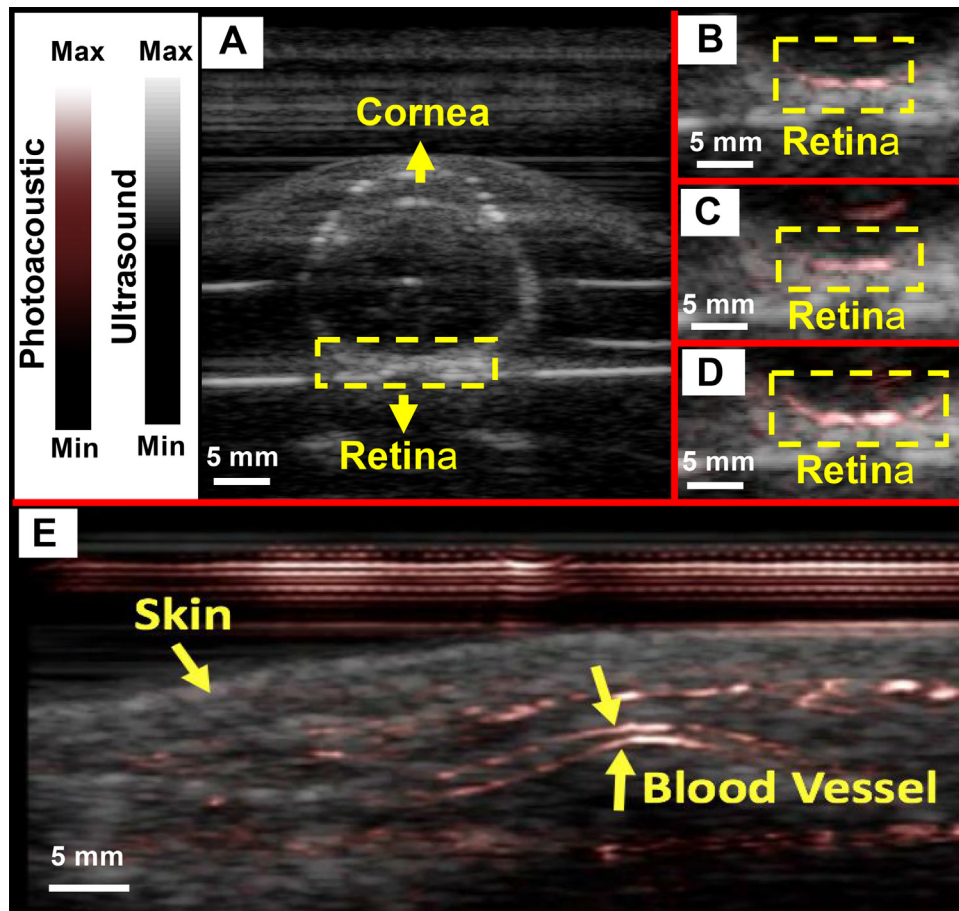 Max
Max
Photoacoustic
Ultrasound
Min
Min
A
Cornea
Retina
5 mm
B
5 mm
Retina
C
5 mm
Retina
D
5 mm
Retina
E
Skin
Blood Vessel
5 mm